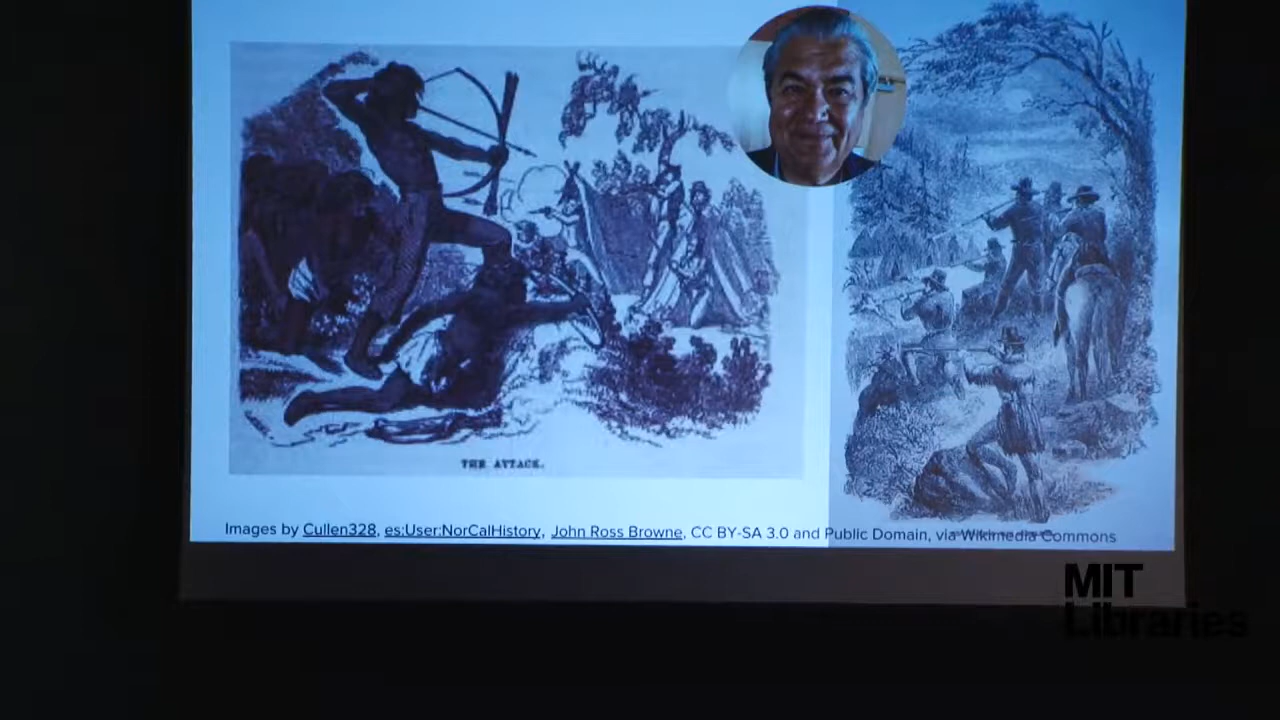 THE ATTACK.
Images by Cullen328, es:User:NorCalHistory, John Ross Browne, CC BY-SA 3.0 and Public Domain, via Wikimedia Commons
MIT
Libraries